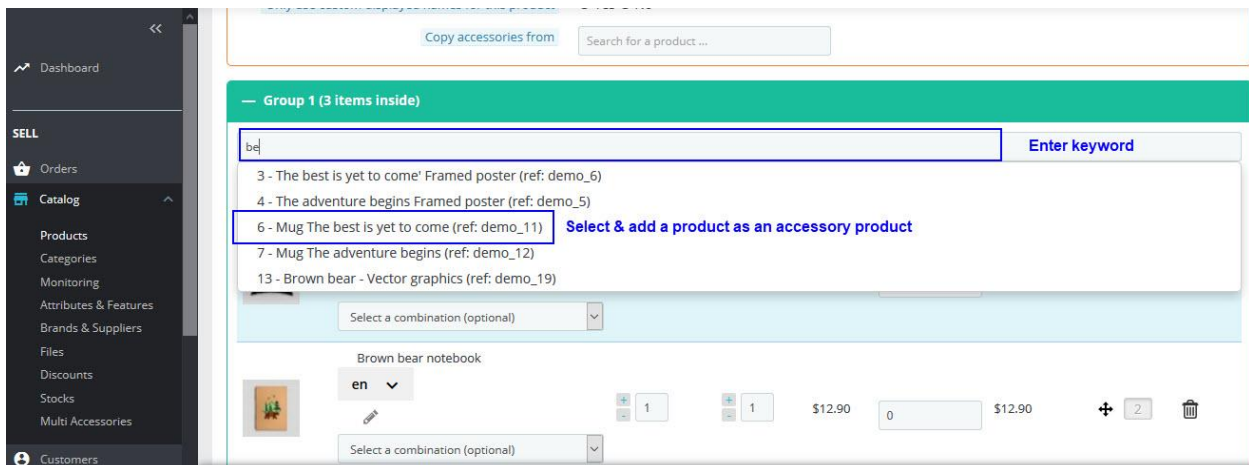 Copy accessories from
Search for a product ...
Dashboard
— Group 1 (3 items inside)
SELL
be
Enter keyword
Orders
3 - The best is yet to come' Framed poster (ref: demo_6)
Catalog
4 - The adventure begins Framed poster (ref: demo_5)
6 - Mug The best is yet to come (ref: demo_11)
Select & add a product as an accessory product
Products
7 - Mug The adventure begins (ref: demo_12)
Categories
13 - Brown bear - Vector graphics (ref: demo_19)
Monitoring
Attributes & Features
Select a combination (optional)
Brands & Suppliers
Files
Brown bear notebook
Discounts
en
Stocks
+ 1 - + 1 - $12.90 0 $12.90 2
Multi Accessories
Select a combination (optional)
Customers